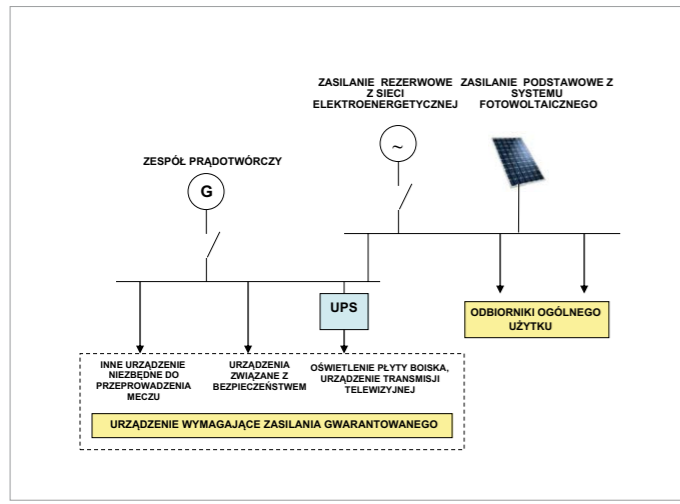 ZASILANIE REZERWOWE
Z SIECI
ELEKTROENERGETYCZNEJ
ZASILANIE PODSTAWOWE Z
SYSTEMU
FOTOWOLTAICZNEGO
~
ZESPÓŁ PRĄDOTWÓRCZY
G
UPS
ODBIORNIKI OGÓLNEGO
UŻYTKU
INNE URZĄDZENIE
NIEZBĘDNE DO
PRZEPROWADZENIA
MECZU
URZĄDZENIA
ZWIĄZANE Z
BEZPIECZEŃSTWEM
OŚWIETLENIE PŁYTY BOISKA,
URZĄDZENIE TRANSMISJI
TELEWIZYJNEJ
URZĄDZENIE WYMAGAJĄCE ZASILANIA GWARANTOWANEGO